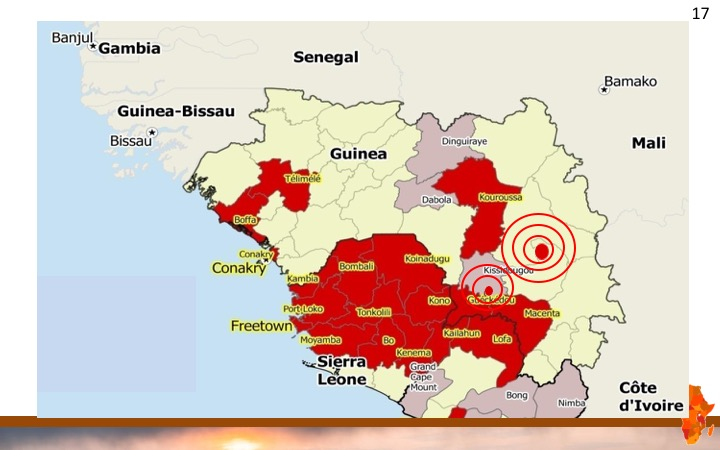 17
Banjul
Gambia
Senegal
Bamako
Guinea-Bissau
Bissau
Mali
Dinguiraye
Guinea
Télimélé
Dabola
Kouroussa
Boffa
Conakry
Conakry
Koinadugu
Bombali
Kissidougou
Kambia
Kono
Guéckédou
Port Loko
Tonkolili
Macenta
Freetown
Kailahun
Moyamba
Bo
Lofa
Kenema
Sierra
Leone
Grand
Cape
Mount
Bong
Nimba
Côte
d'Ivoire